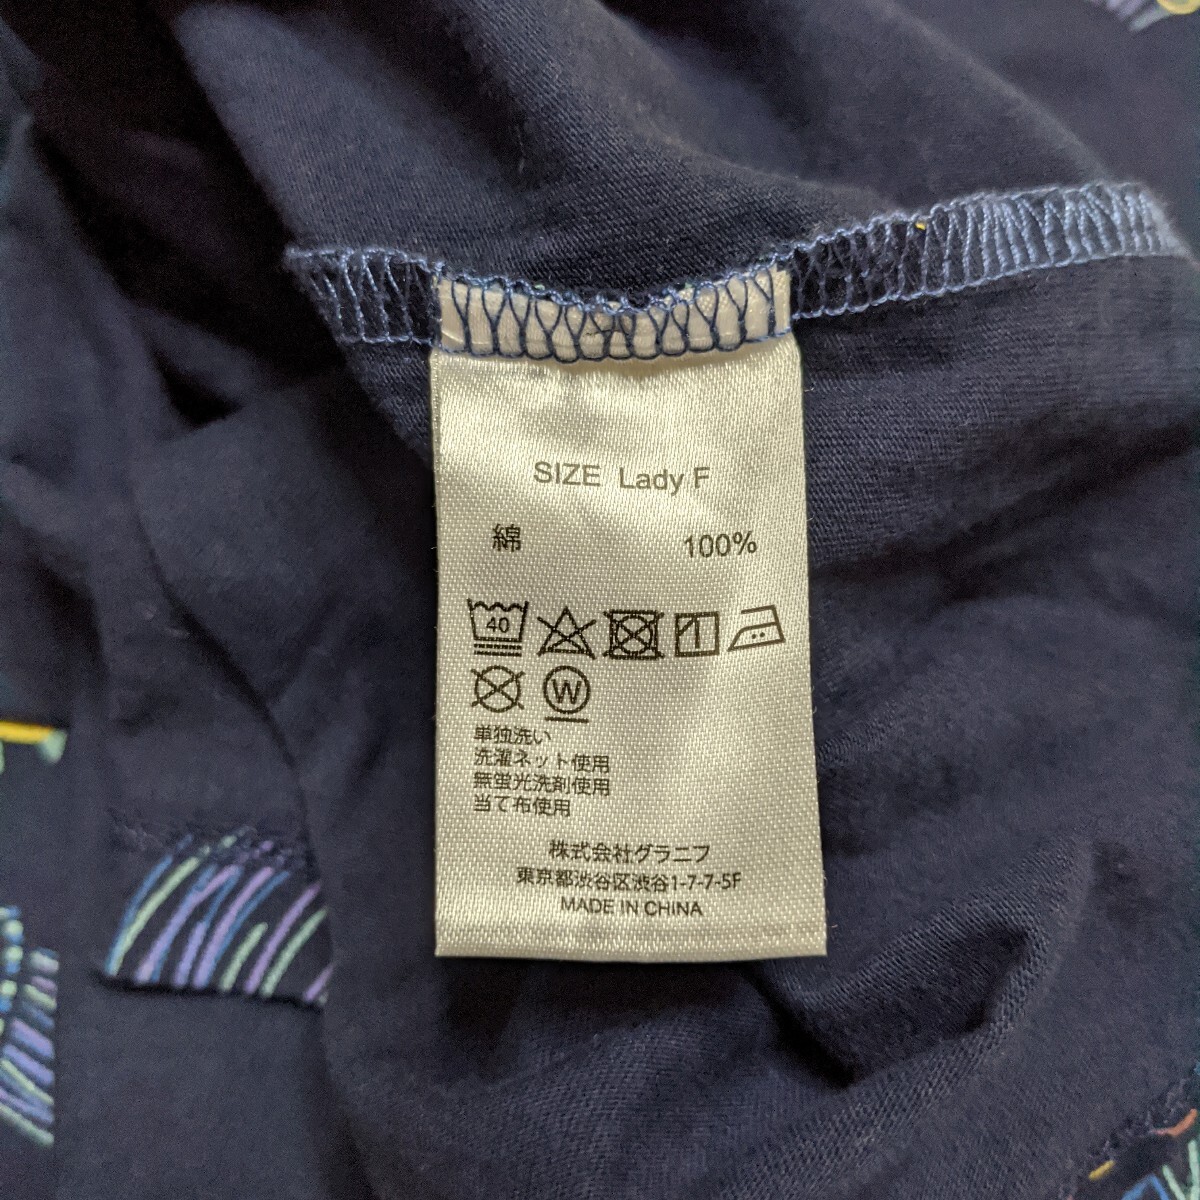 SIZE Lady F
綿 100%
40
W
単独洗い
洗濯ネット使用
無蛍光洗剤使用
当て布使用
株式会社グラニフ
東京都渋谷区渋谷1-7-7-5F
MADE IN CHINA